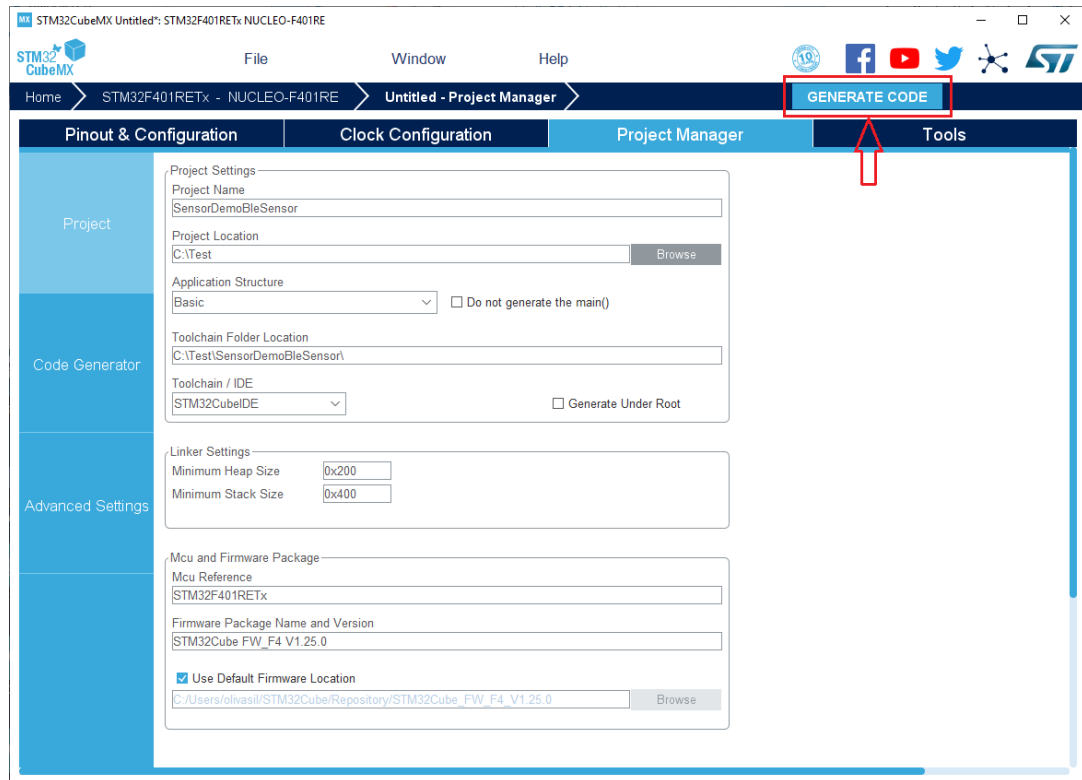 MX STM32CubeMX Untitled*: STM32F401RETx NUCLEO-F401RE
STM32
CubeMX
File Window Help
10
Home STM32F401RETx - NUCLEO-F401RE Untitled - Project Manager GENERATE CODE
Pinout & Configuration Clock Configuration Project Manager Tools
Project
Code Generator
Advanced Settings
Project Settings
Project Name
SensorDemoBleSensor
Project Location
C:\Test Browse
Application Structure
Basic Do not generate the main()
Toolchain Folder Location
C:\Test\SensorDemoBleSensor\
Toolchain / IDE
STM32CubeIDE Generate Under Root
Linker Settings
Minimum Heap Size 0x200
Minimum Stack Size 0x400
Mcu and Firmware Package
Mcu Reference
STM32F401RETx
Firmware Package Name and Version
STM32Cube FW_F4 V1.25.0
Use Default Firmware Location
C:/Users/olivasil/STM32Cube/Repository/STM32Cube_FW_F4_V1.25.0 Browse